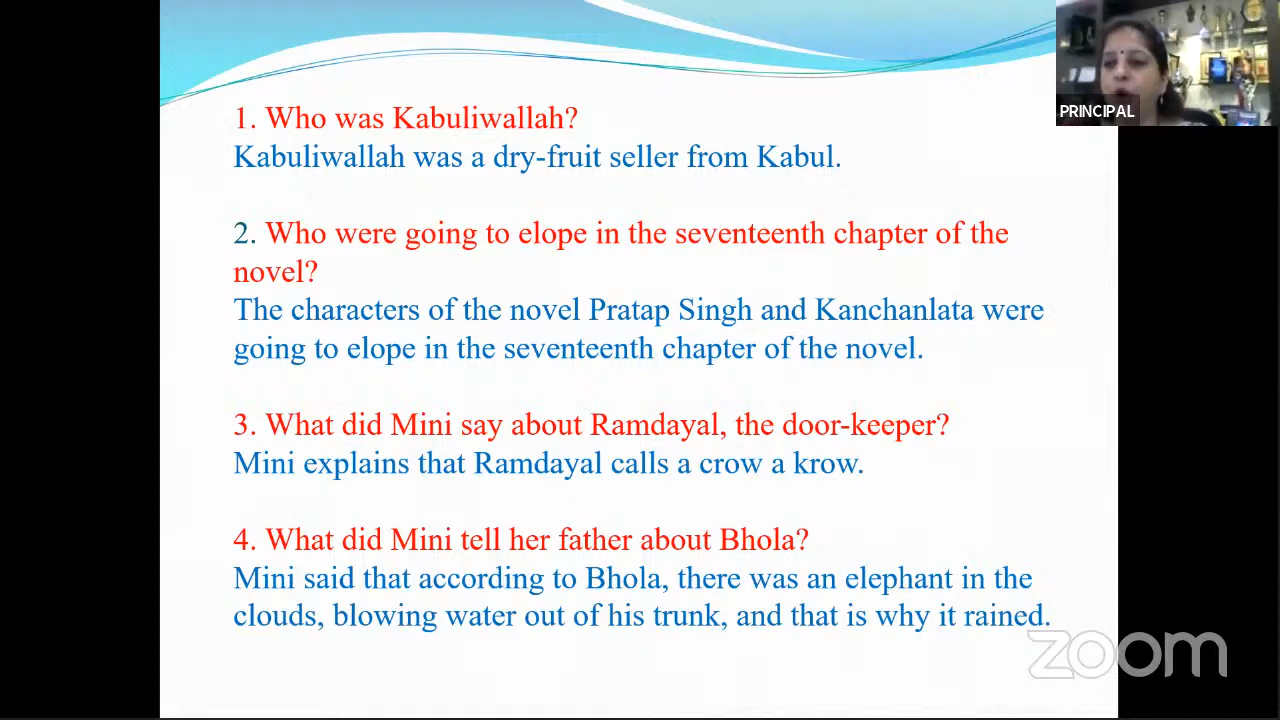 1. Who was Kabuliwallah?
Kabuliwallah was a dry-fruit seller from Kabul.
2. Who were going to elope in the seventeenth chapter of the
novel?
The characters of the novel Pratap Singh and Kanchanlata were
going to elope in the seventeenth chapter of the novel.
3. What did Mini say about Ramdayal, the door-keeper?
Mini explains that Ramdayal calls a crow a krow.
4. What did Mini tell her father about Bhola?
Mini said that according to Bhola, there was an elephant in the
clouds, blowing water out of his trunk, and that is why it rained.
PRINCIPAL
zoom